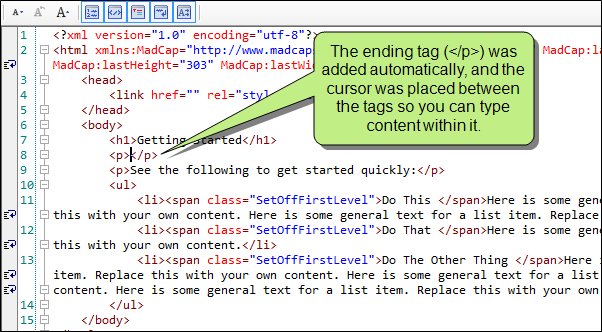 A A A
The ending tag (</p>) was
added automatically, and the
cursor was placed between
the tags so you can type
content within it.
1 <?xml version="1.0" encoding="utf-8"?>
2 <html xmlns:MadCap="http://www.madcap MadCap:la
MadCap:lastHeight="303" MadCap:lastWi
3 <head>
4 <link href="" rel="styl
5 </head>
6 <body>
7 <h1>Getting started</h1>
8 <p></p>
9 <p>See the following to get started quickly:</p>
10 <ul>
11 <li><span class="SetOffFirstLevel">Do This </span>Here is some gene
this with your own content. Here is some general text for a list item. Replace
12 <li><span class="SetOffFirstLevel">Do That </span>Here is some gene
this with your own content.</li>
13 <li><span class="SetOffFirstLevel">Do The Other Thing </span>Here i
item. Replace this with your own content. Here is some general text for a list
content. Here is some general text for a list item. Replace this with your own
14 </ul>
15 </body>